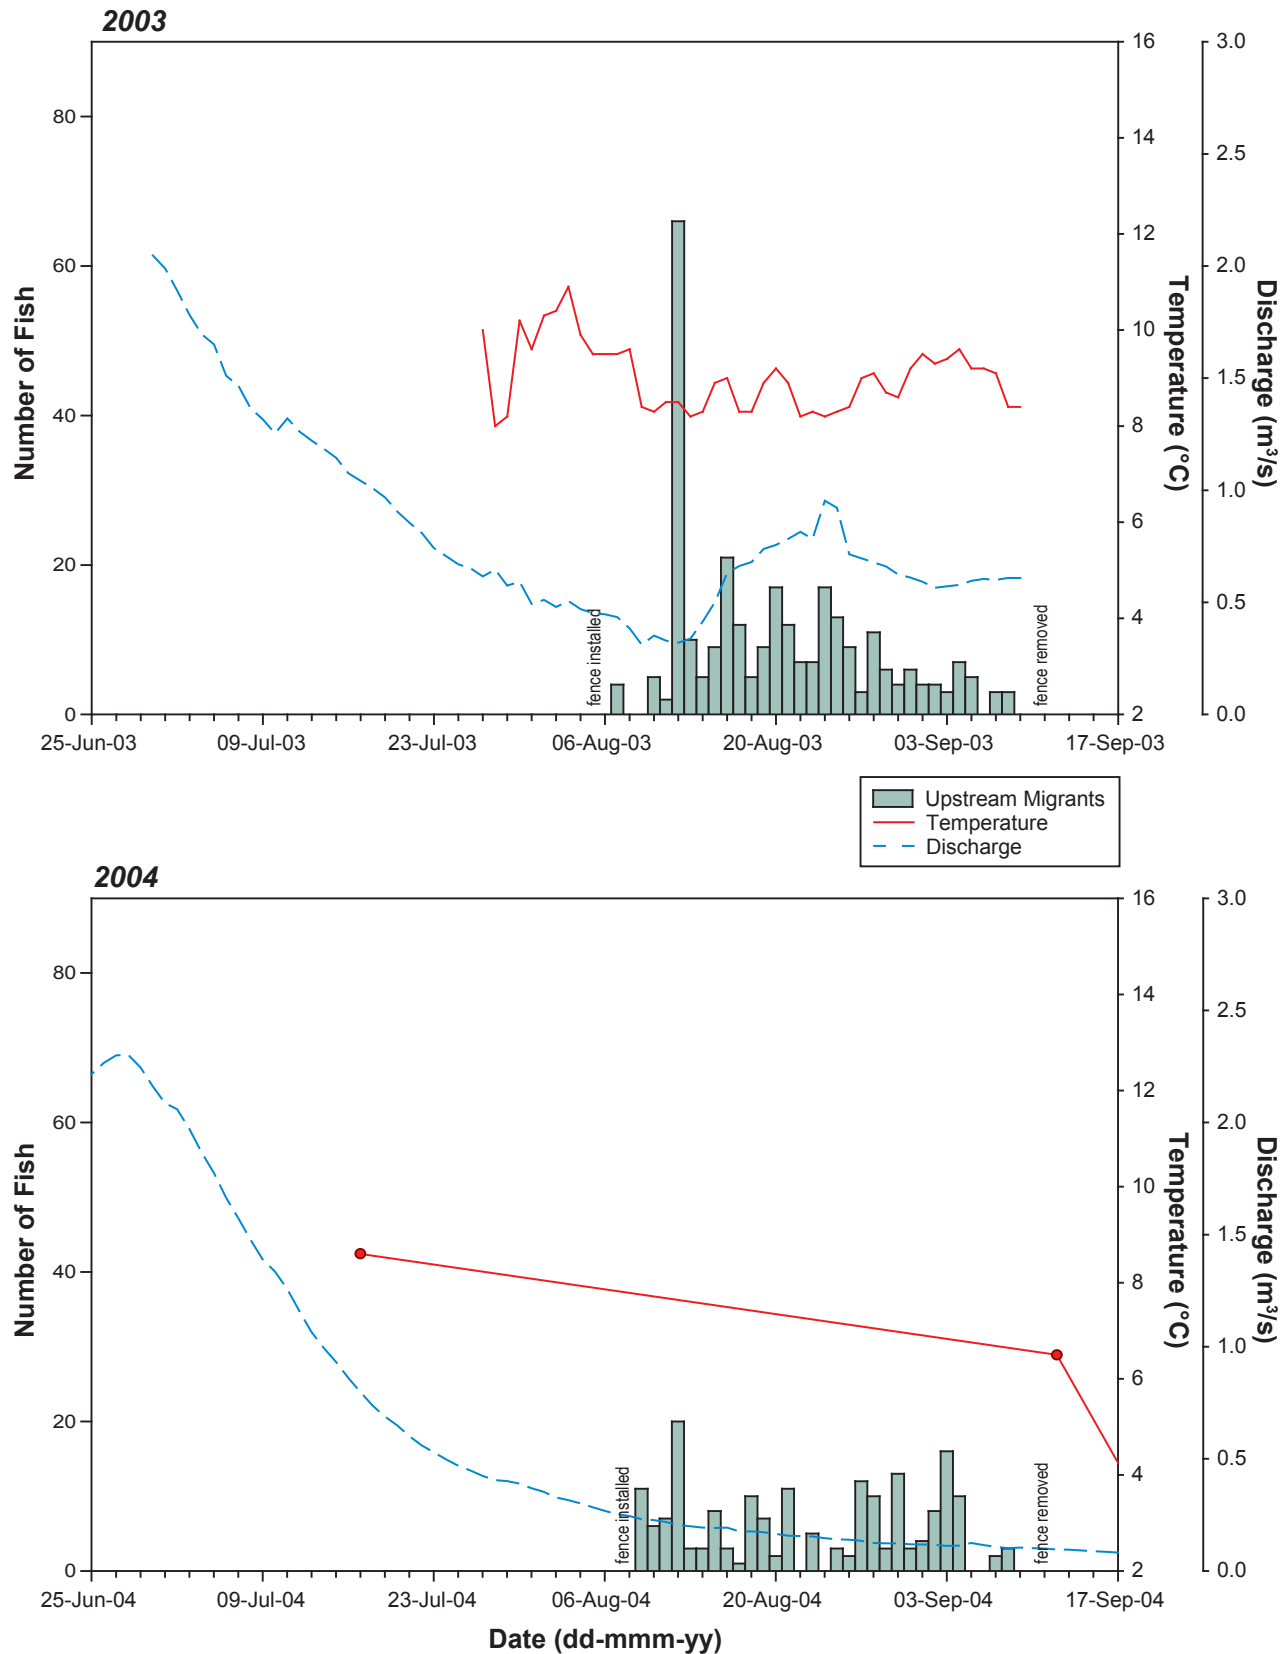 2003
80
60
40
20
0
Number of Fish
16
14
12
10
8
6
4
2
Temperature (°C)
3.0
2.5
2.0
1.5
1.0
0.5
0.0
Discharge (m³/s)
fence installed
fence removed
25-Jun-03 09-Jul-03 23-Jul-03 06-Aug-03 20-Aug-03 03-Sep-03 17-Sep-03
Upstream Migrants
Temperature
Discharge
2004
80
60
40
20
0
Number of Fish
16
14
12
10
8
6
4
2
Temperature (°C)
3.0
2.5
2.0
1.5
1.0
0.5
0.0
Discharge (m³/s)
fence installed
fence removed
25-Jun-04 09-Jul-04 23-Jul-04 06-Aug-04 20-Aug-04 03-Sep-04 17-Sep-04
Date (dd-mmm-yy)